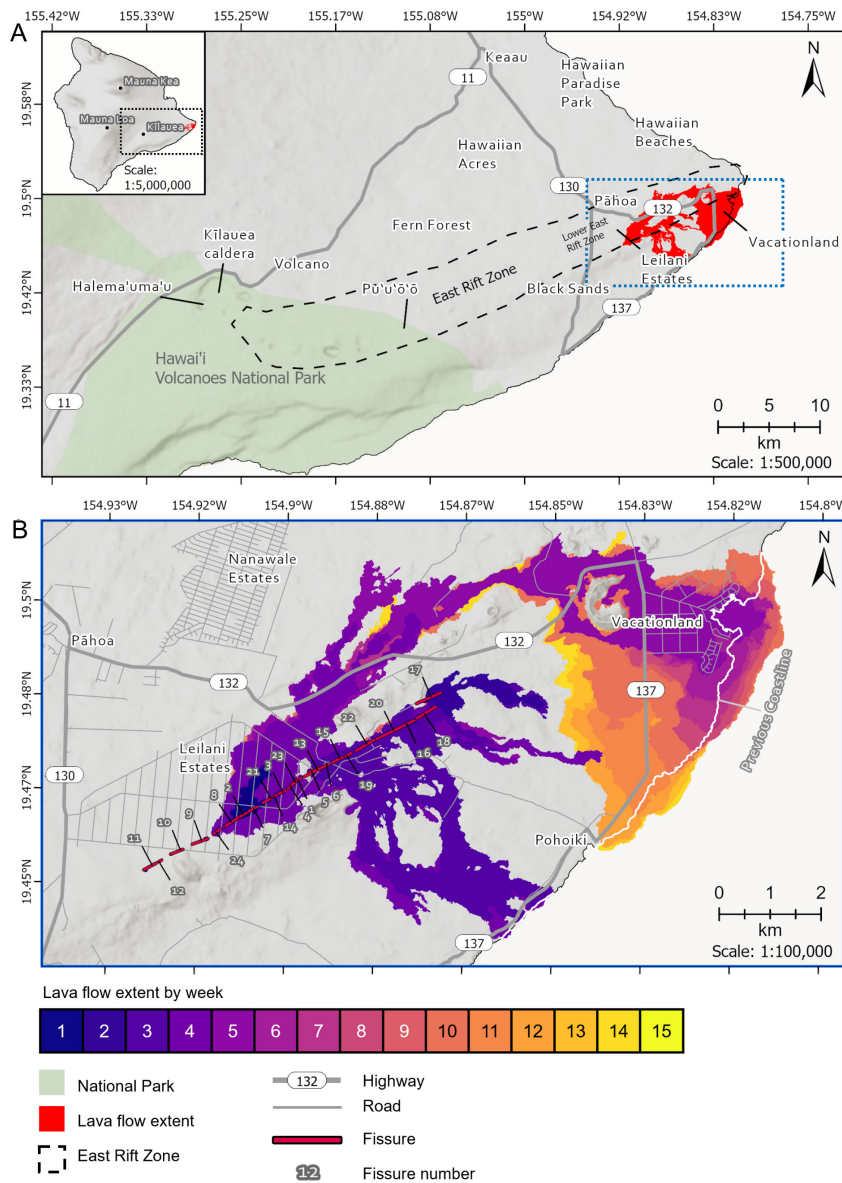 155.42°W 155.33°W 155.25°W 155.17°W 155.08°W 155°W 154.92°W 154.83°W 154.75°W
A
N
Keaau
11
Hawaiian
Paradise
Park
19.58°N
Mauna Kea
Mauna Loa
Kīlauea
Scale:
1:5,000,000
Hawaiian
Acres
Hawaiian
Beaches
19.5°N
130
Pāhoa
132
Fern Forest
Lower East
Rift Zone
Vacationland
Kīlauea
caldera
Volcano
Leilani
Estates
Halema'uma'u
19.42°N
Pu'u'ō'ō
East Rift Zone
Black Sands
137
Hawai'i
Volcanoes National Park
19.33°N
11
0 5 10
km
Scale: 1:500,000
154.93°W 154.92°W 154.9°W 154.88°W 154.87°W 154.85°W 154.83°W 154.82°W 154.8°W
B
N
Nanawale
Estates
19.5°N
Pāhoa
132
Vacationland
132
17
137
19.48°N
Previous Coastline
20
22
15
Leilani
Estates
13
18
23
16
3
21
19
2
8
6
5
1
4
14
130
19.47°N
9
7
10
24
11
12
Pohoiki
19.45°N
137
0 1 2
km
Scale: 1:100,000
Lava flow extent by week
1 2 3 4 5 6 7 8 9 10 11 12 13 14 15
National Park
132 Highway
Lava flow extent
Road
East Rift Zone
Fissure
12 Fissure number